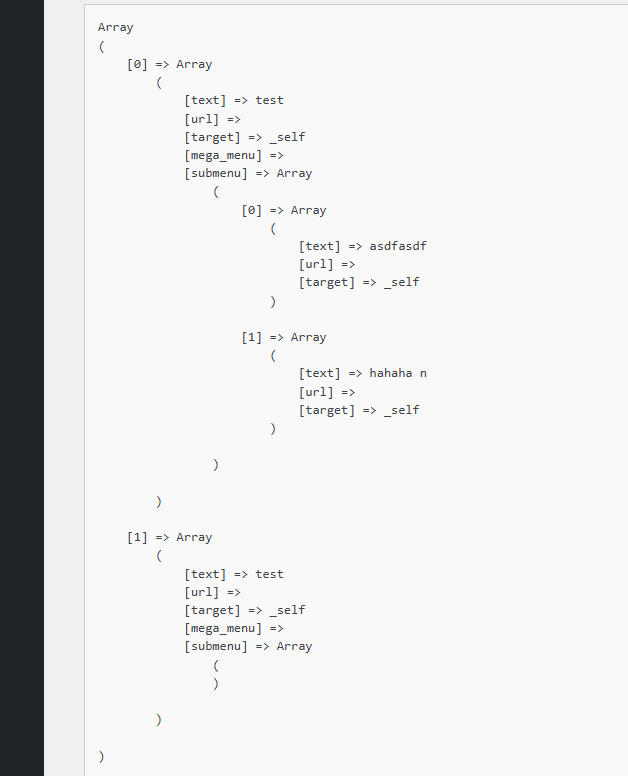 Array
(
    [0] => Array
        (
            [text] => test
            [url] =>
            [target] => _self
            [mega_menu] =>
            [submenu] => Array
                (
                    [0] => Array
                        (
                            [text] => asdfasdf
                            [url] =>
                            [target] => _self
                        )

                    [1] => Array
                        (
                            [text] => hahaha n
                            [url] =>
                            [target] => _self
                        )

                )

        )

    [1] => Array
        (
            [text] => test
            [url] =>
            [target] => _self
            [mega_menu] =>
            [submenu] => Array
                (
                )

        )

)